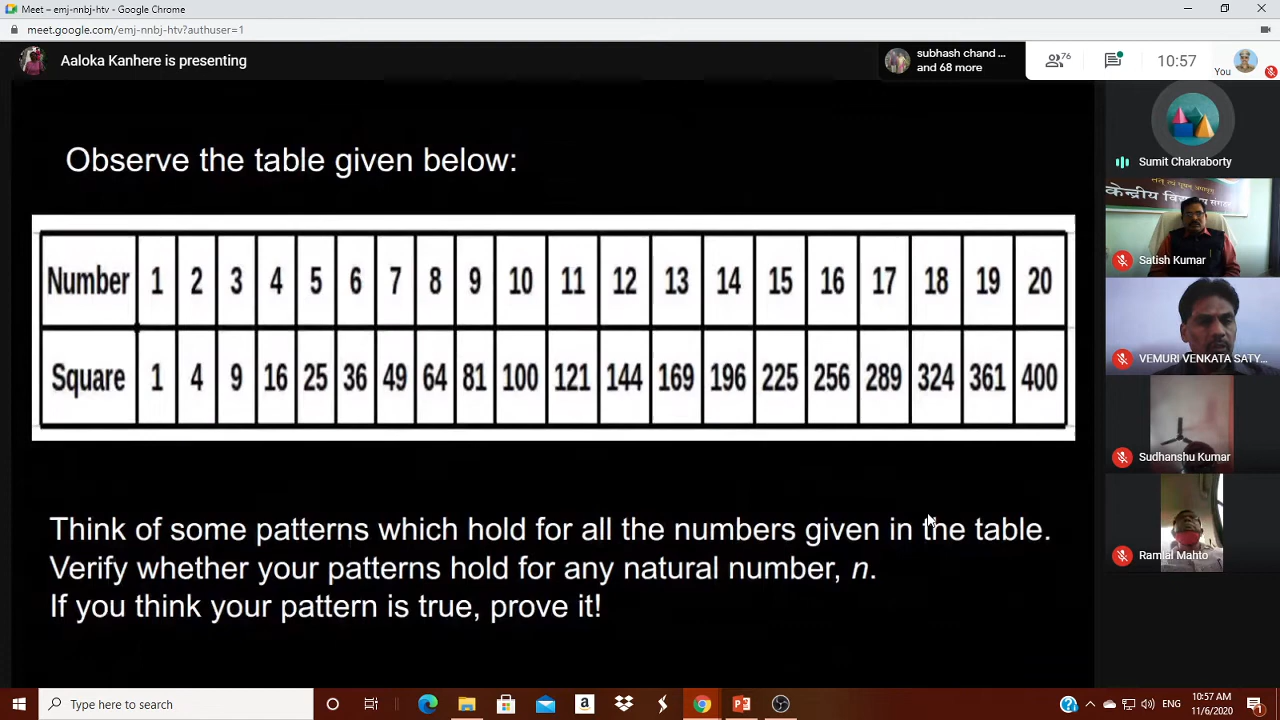 Meet – emj-nnbj-htv - Google Chrome
meet.google.com/emj-nnbj-htv?authuser=1
Aaloka Kanhere is presenting
subhash chand ...
and 68 more
76
10:57
You
Observe the table given below:
Number 1 2 3 4 5 6 7 8 9 10 11 12 13 14 15 16 17 18 19 20
Square 1 4 9 16 25 36 49 64 81 100 121 144 169 196 225 256 289 324 361 400
Think of some patterns which hold for all the numbers given in the table.
Verify whether your patterns hold for any natural number, n.
If you think your pattern is true, prove it!
Sumit Chakraborty
केन्द्रीय विद्यालय
Satish Kumar
VEMURI VENKATA SATY...
Sudhanshu Kumar
Ramlal Mahto
Type here to search
ENG
10:57 AM
11/6/2020